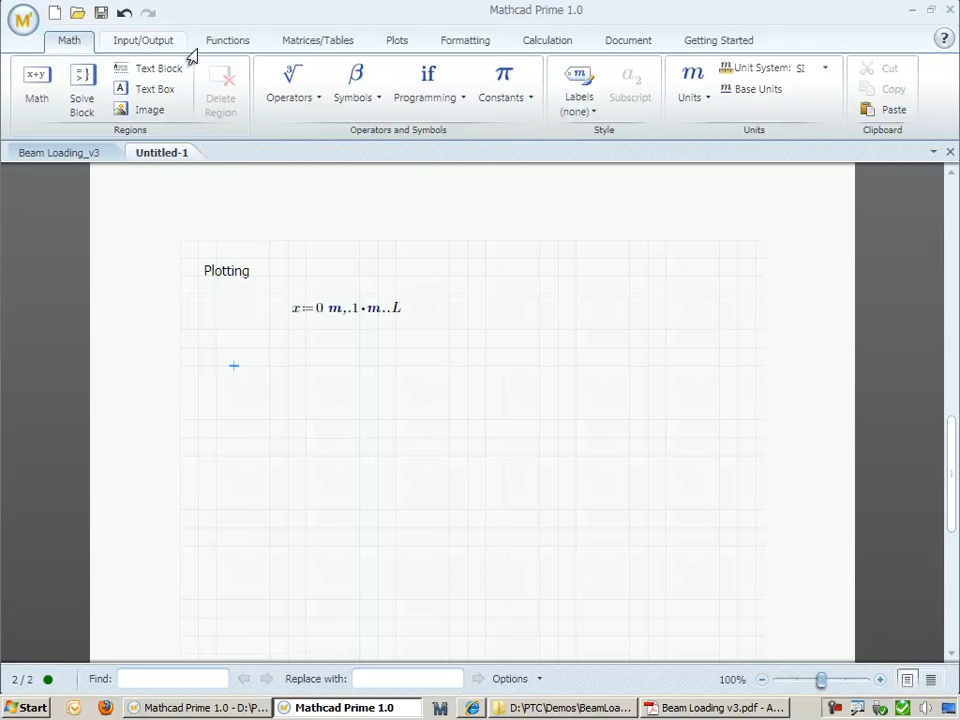 Mathcad Prime 1.0
Math Input/Output Functions Matrices/Tables Plots Formatting Calculation Document Getting Started
x+y
Math
Solve Block
Text Block
Text Box
Image
Regions
Delete Region
Operators
β
Symbols
if
Programming
π
Constants
Operators and Symbols
m
Labels (none)
a2
Subscript
Style
m
Units
Unit System: SI
m Base Units
Units
Cut
Copy
Paste
Clipboard
Beam Loading_v3
Untitled-1
Plotting
x:=0 m,.1·m..L
2 / 2 Find: Replace with: Options 100%
Start Mathcad Prime 1.0 - D:\P... Mathcad Prime 1.0 D:\PTC\Demos\BeamLoa... Beam Loading v3.pdf - A...